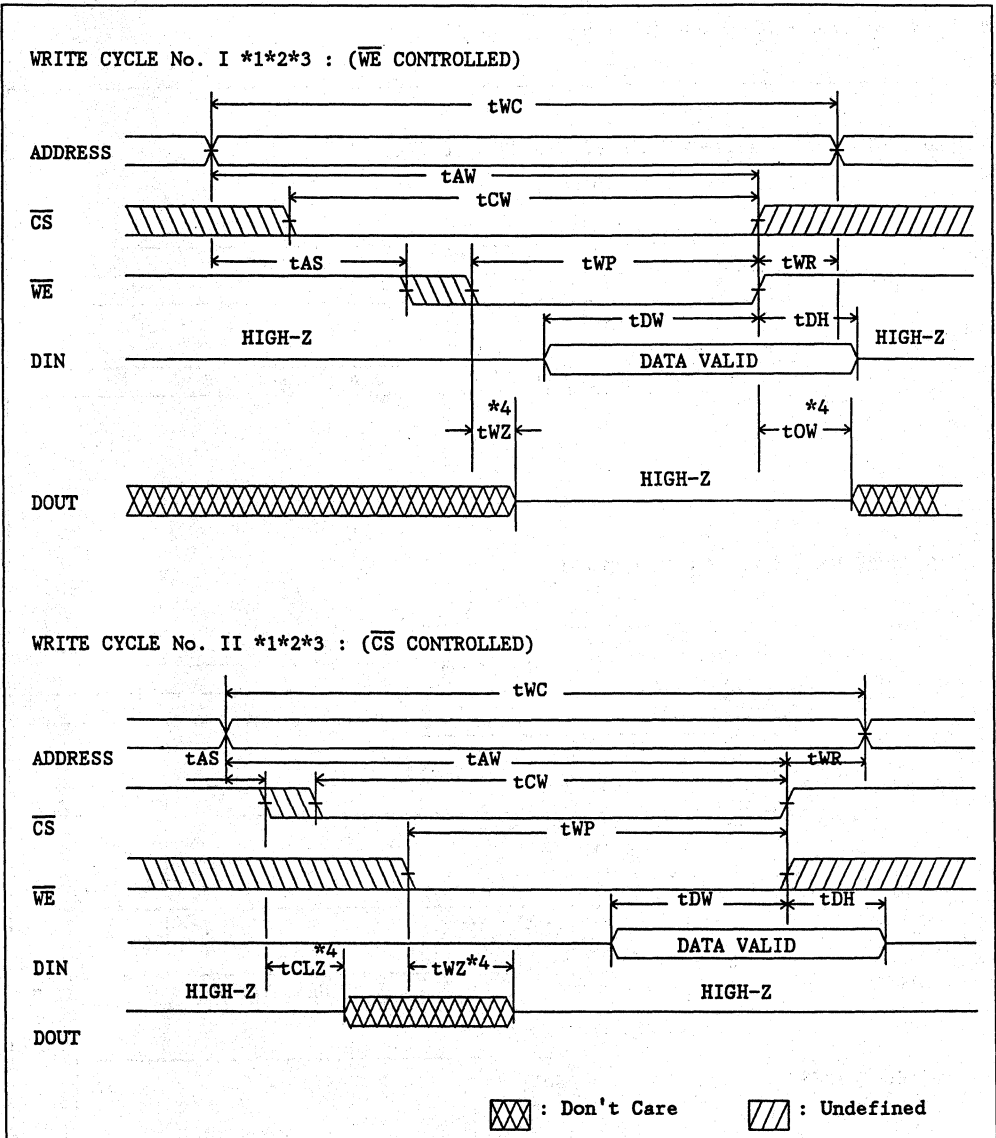 WRITE CYCLE No. I *1*2*3 : (WE CONTROLLED)
tWC
ADDRESS
tAW
tCW
CS
tAS
tWP
tWR
WE
HIGH-Z
tDW
tDH
HIGH-Z
DIN
DATA VALID
*4
*4
tWZ
tOW
HIGH-Z
DOUT
WRITE CYCLE No. II *1*2*3 : (CS CONTROLLED)
tWC
ADDRESS
tAS
tAW
tWR
tCW
CS
tWP
WE
tDW
tDH
DATA VALID
DIN
*4
tCLZ
tWZ*4
HIGH-Z
HIGH-Z
DOUT
: Don't Care
: Undefined